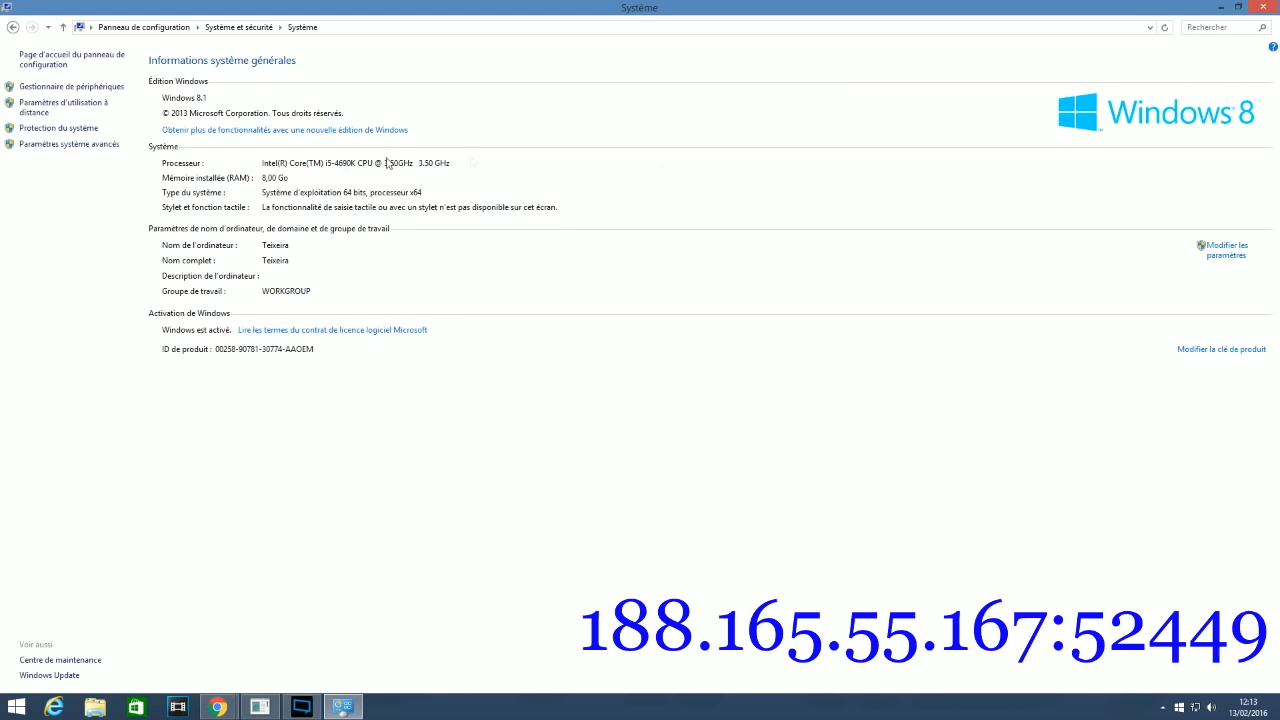 Système
Panneau de configuration
Système et sécurité
Système
Rechercher
Page d'accueil du panneau de
configuration
Gestionnaire de périphériques
Paramètres d'utilisation à
distance
Protection du système
Paramètres système avancés
Informations système générales
Édition Windows
Windows 8.1
© 2013 Microsoft Corporation. Tous droits réservés.
Obtenir plus de fonctionnalités avec une nouvelle édition de Windows
Windows 8
Système
Processeur : Intel(R) Core(TM) i5-4690K CPU @ 3.50GHz 3.50 GHz
Mémoire installée (RAM) : 8,00 Go
Type du système : Système d'exploitation 64 bits, processeur x64
Stylet et fonction tactile : La fonctionnalité de saisie tactile ou avec un stylet n'est pas disponible sur cet écran.
Paramètres de nom d'ordinateur, de domaine et de groupe de travail
Nom de l'ordinateur : Teixeira
Modifier les
paramètres
Nom complet : Teixeira
Description de l'ordinateur :
Groupe de travail : WORKGROUP
Activation de Windows
Windows est activé. Lire les termes du contrat de licence logiciel Microsoft
ID de produit : 00258-90781-30774-AAOEM
Modifier la clé de produit
188.165.55.167:52449
Voir aussi
Centre de maintenance
Windows Update
12:13
13/02/2016